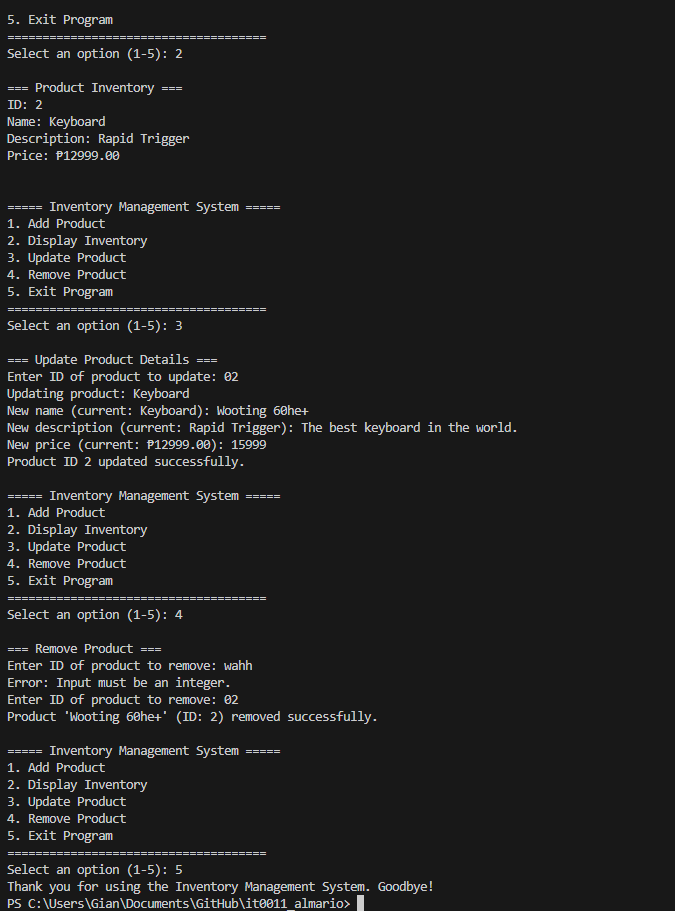 5. Exit Program
=====================================
Select an option (1-5): 2
=== Product Inventory ===
ID: 2
Name: Keyboard
Description: Rapid Trigger
Price: ₱12999.00
===== Inventory Management System =====
1. Add Product
2. Display Inventory
3. Update Product
4. Remove Product
5. Exit Program
=====================================
Select an option (1-5): 3
=== Update Product Details ===
Enter ID of product to update: 02
Updating product: Keyboard
New name (current: Keyboard): Wooting 60he+
New description (current: Rapid Trigger): The best keyboard in the world.
New price (current: ₱12999.00): 15999
Product ID 2 updated successfully.
===== Inventory Management System =====
1. Add Product
2. Display Inventory
3. Update Product
4. Remove Product
5. Exit Program
=====================================
Select an option (1-5): 4
=== Remove Product ===
Enter ID of product to remove: wahh
Error: Input must be an integer.
Enter ID of product to remove: 02
Product 'Wooting 60he+' (ID: 2) removed successfully.
===== Inventory Management System =====
1. Add Product
2. Display Inventory
3. Update Product
4. Remove Product
5. Exit Program
=====================================
Select an option (1-5): 5
Thank you for using the Inventory Management System. Goodbye!
PS C:\Users\Gian\Documents\GitHub\it0011_almario>